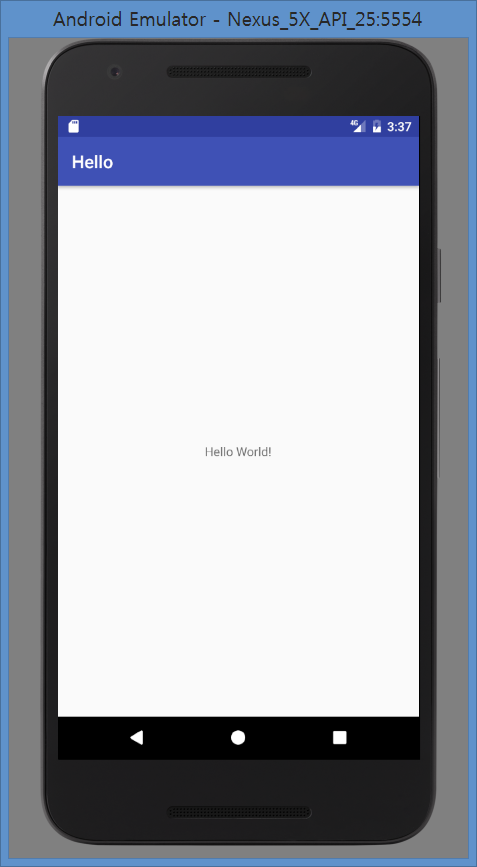 Android Emulator - Nexus_5X_API_25:5554
4G 3:37
Hello
Hello World!